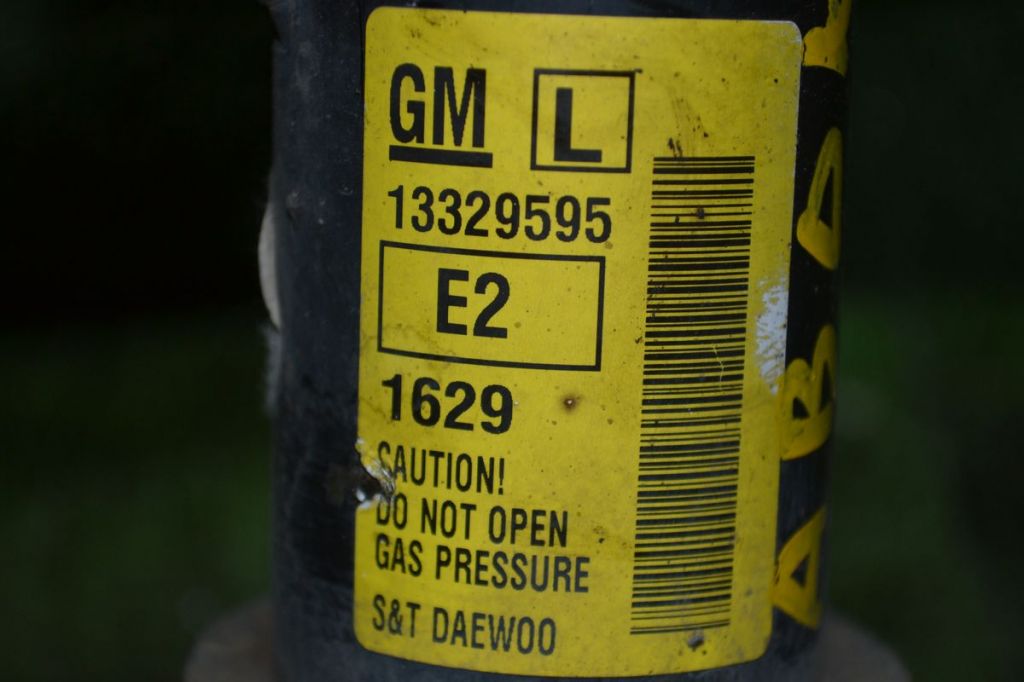 GM L
13329595
E2
1629
CAUTION!
DO NOT OPEN
GAS PRESSURE
S&T DAEWOO